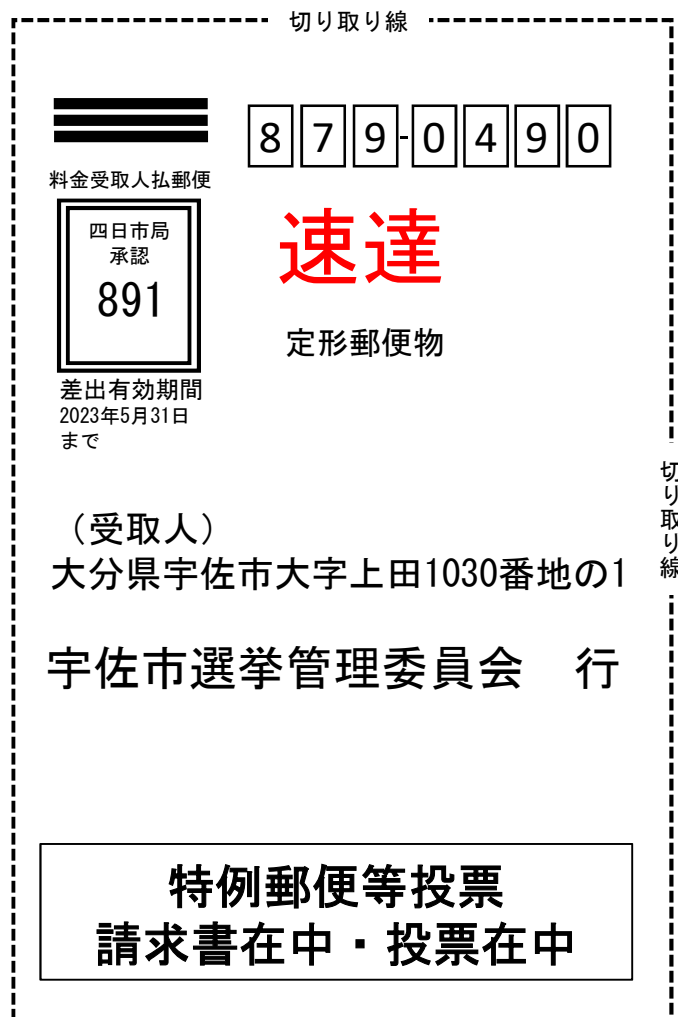 切り取り線
879-0490
料金受取人払郵便
四日市局
承認
891
速達
定形郵便物
差出有効期間
2023年5月31日
まで
切り取り線
（受取人）
大分県宇佐市大字上田1030番地の1
宇佐市選挙管理委員会　行
特例郵便等投票
請求書在中・投票在中